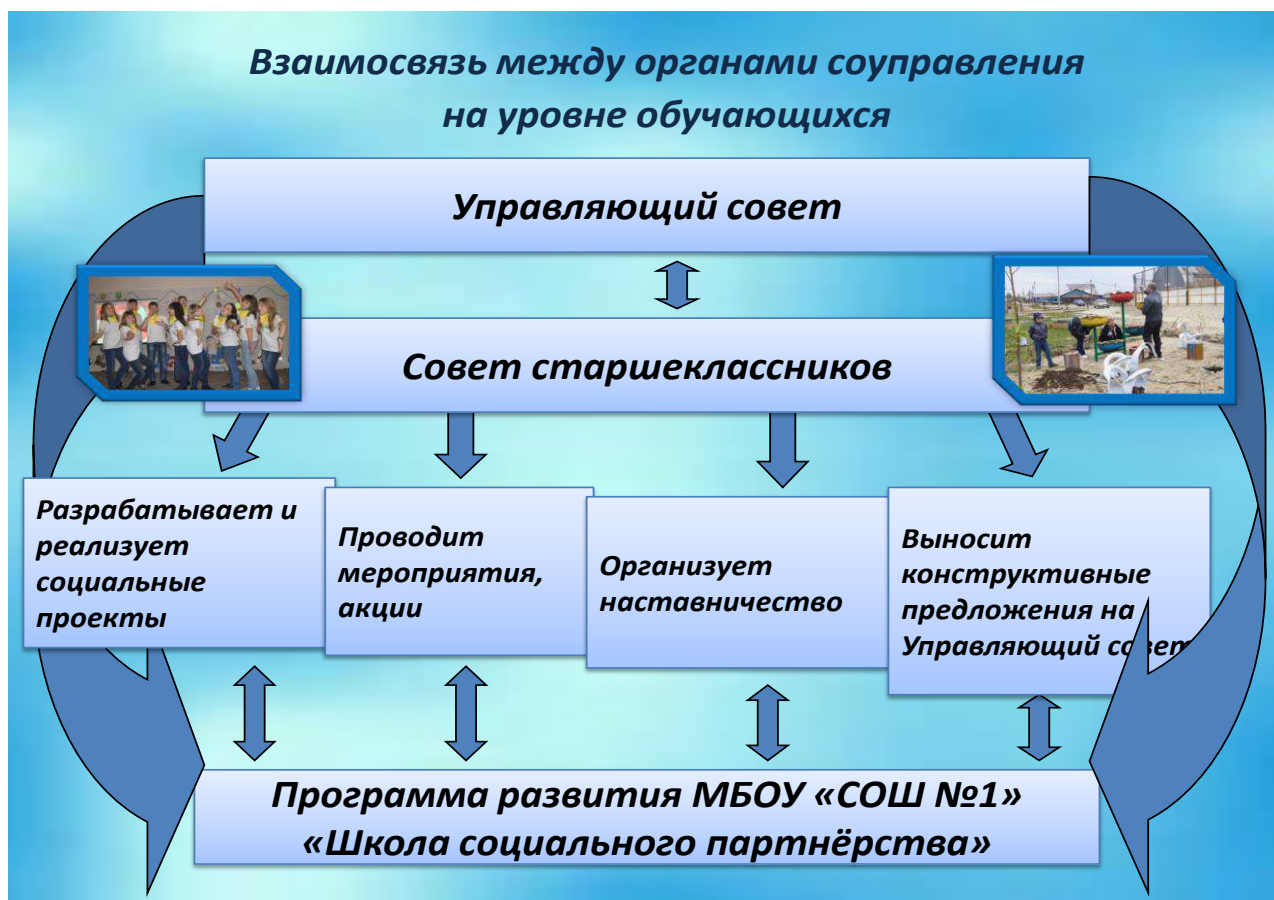 Взаимосвязь между органами соуправления
на уровне обучающихся
Управляющий совет
Совет старшеклассников
Разрабатывает и
реализует
социальные
проекты
Проводит
мероприятия,
акции
Организует
наставничество
Выносит
конструктивные
предложения на
Управляющий совет
Программа развития МБОУ «СОШ №1»
«Школа социального партнёрства»